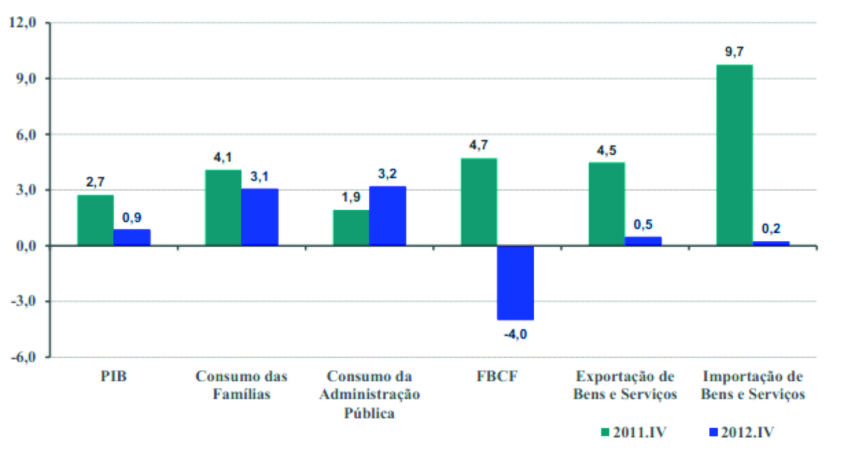 12,0
9,0
6,0
3,0
0,0
-3,0
-6,0
2,7
0,9
4,1
3,1
1,9
3,2
4,7
-4,0
4,5
0,5
9,7
0,2
PIB
Consumo das
Famílias
Consumo da
Administração
Pública
FBCF
Exportação de
Bens e Serviços
Importação de
Bens e Serviços
2011.IV
2012.IV